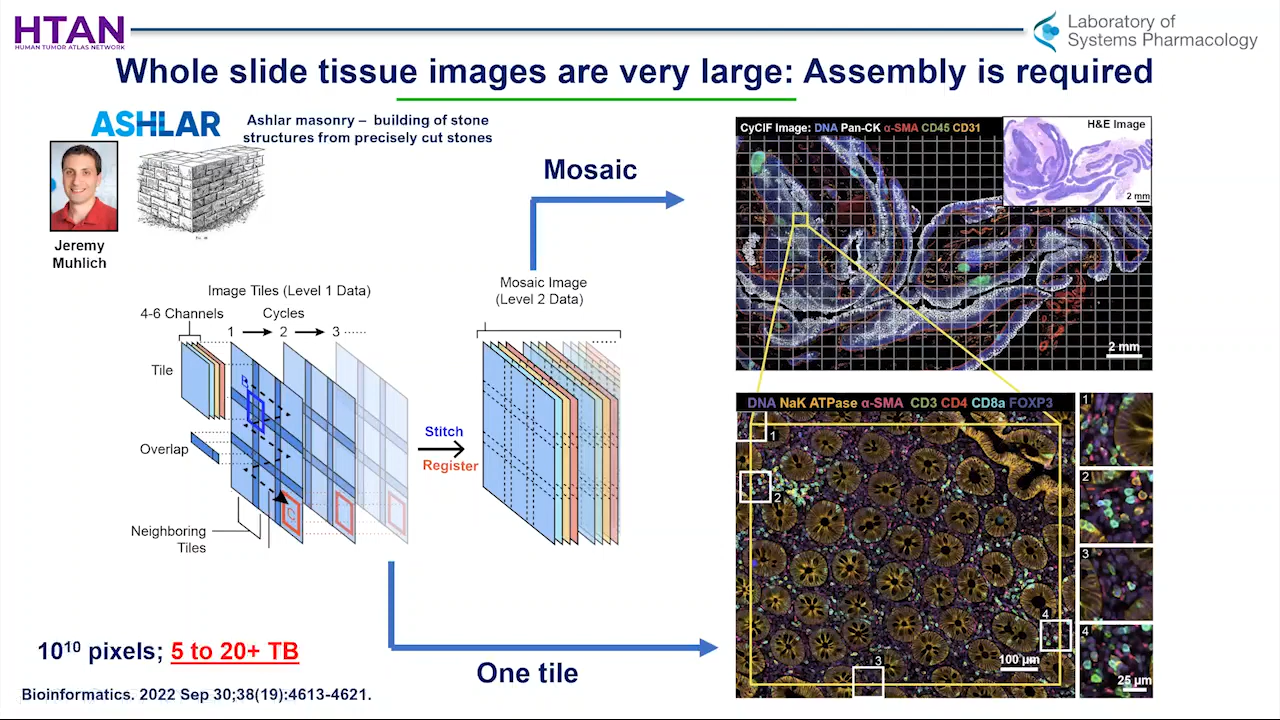 HTAN
HUMAN TUMOR ATLAS NETWORK
Laboratory of
Systems Pharmacology
Whole slide tissue images are very large: Assembly is required
ASHLAR
Ashlar masonry – building of stone
structures from precisely cut stones
Jeremy
Muhlich
Mosaic
Image Tiles (Level 1 Data)
4-6 Channels
Cycles
1 2 3 ......
Tile
Overlap
Neighboring
Tiles
Stitch
Register
Mosaic Image
(Level 2 Data)
......
CyCIF Image: DNA Pan-CK α-SMA CD45 CD31
H&E Image
2 mm
2 mm
DNA NaK ATPase α-SMA CD3 CD4 CD8a FOXP3
1
2
3
4
100 µm
1
2
3
4
25 µm
One tile
10¹⁰ pixels; 5 to 20+ TB
Bioinformatics. 2022 Sep 30;38(19):4613-4621.